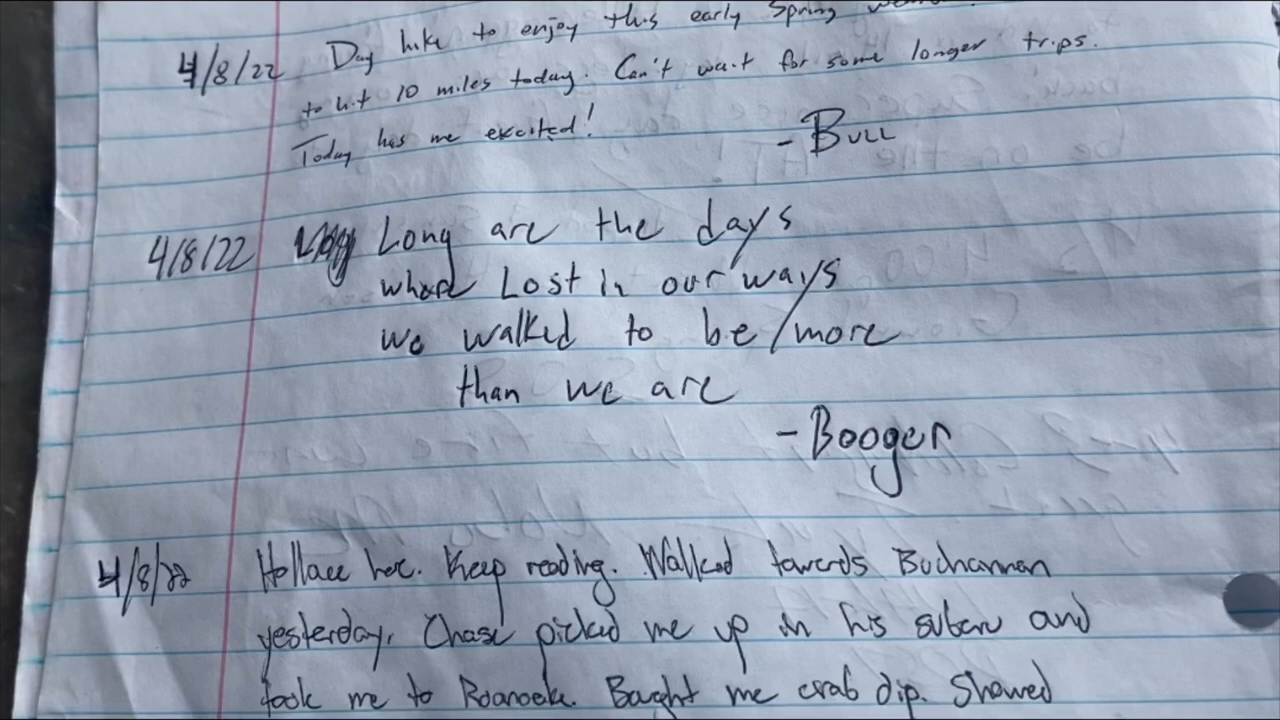 4/8/22 Day hike to enjoy this early Spring
to hit 10 miles today. Can't wait for some longer trips.
Today has me excited!
- BULL
4/8/22 Long are the days
where Lost in our ways
we walked to be/more
than we are
- Booger
4/8/22 Hollace here. Keep reading. Walked towards Buchannan
yesterday. Chase picked me up in his suburu and
took me to Roanoke. Bought me crab dip. Showed